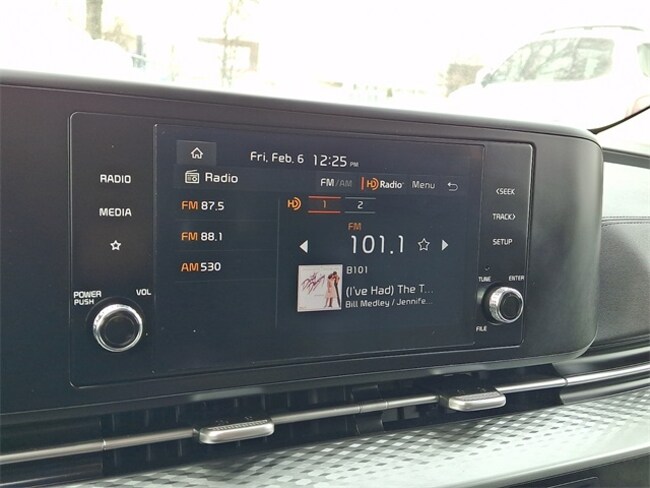 Fri, Feb. 6 12:25 PM
Radio FM/AM HD Radio Menu
RADIO
MEDIA
POWER PUSH
VOL
FM 87.5
FM 88.1
AM 530
HD 1 2
FM
101.1
B101
(I've Had) The T...
Bill Medley / Jennife...
<SEEK
TRACK>
SETUP
TUNE
ENTER
FILE